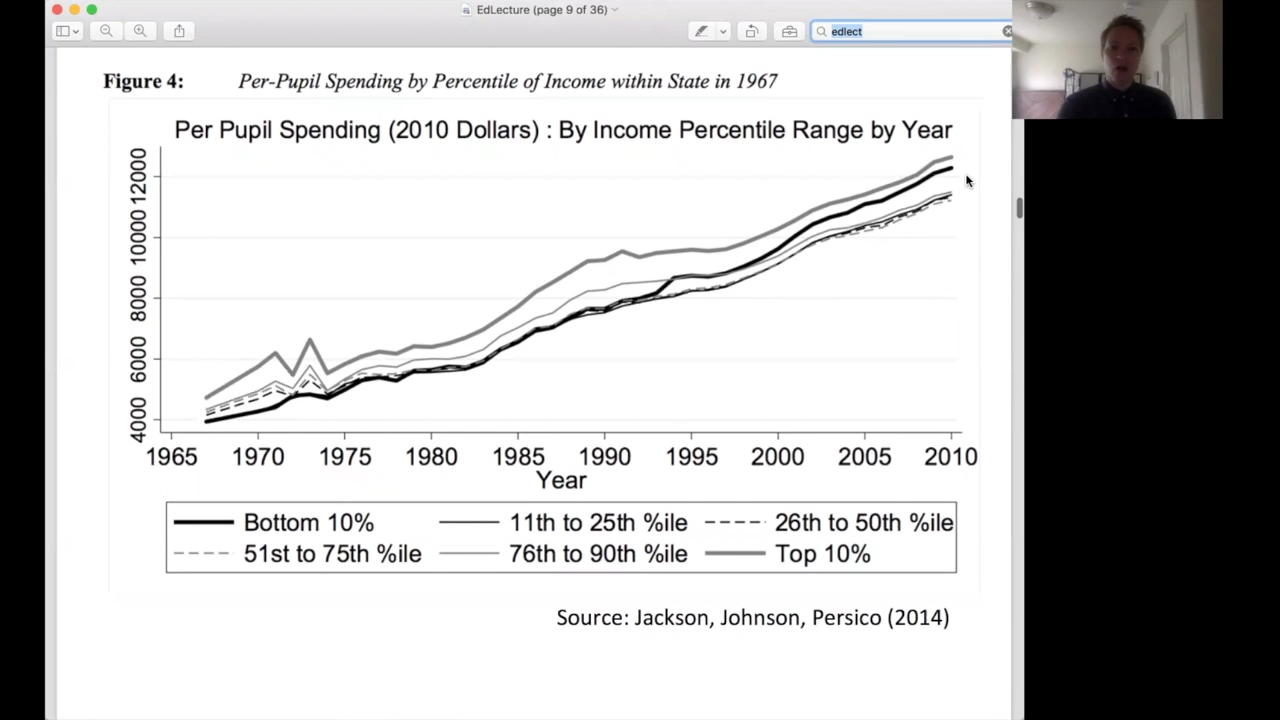 EdLecture (page 9 of 36)
edlect
Figure 4: Per-Pupil Spending by Percentile of Income within State in 1967
Per Pupil Spending (2010 Dollars) : By Income Percentile Range by Year
12000
10000
8000
6000
4000
1965 1970 1975 1980 1985 1990 1995 2000 2005 2010
Year
Bottom 10% 11th to 25th %ile 26th to 50th %ile
51st to 75th %ile 76th to 90th %ile Top 10%
Source: Jackson, Johnson, Persico (2014)